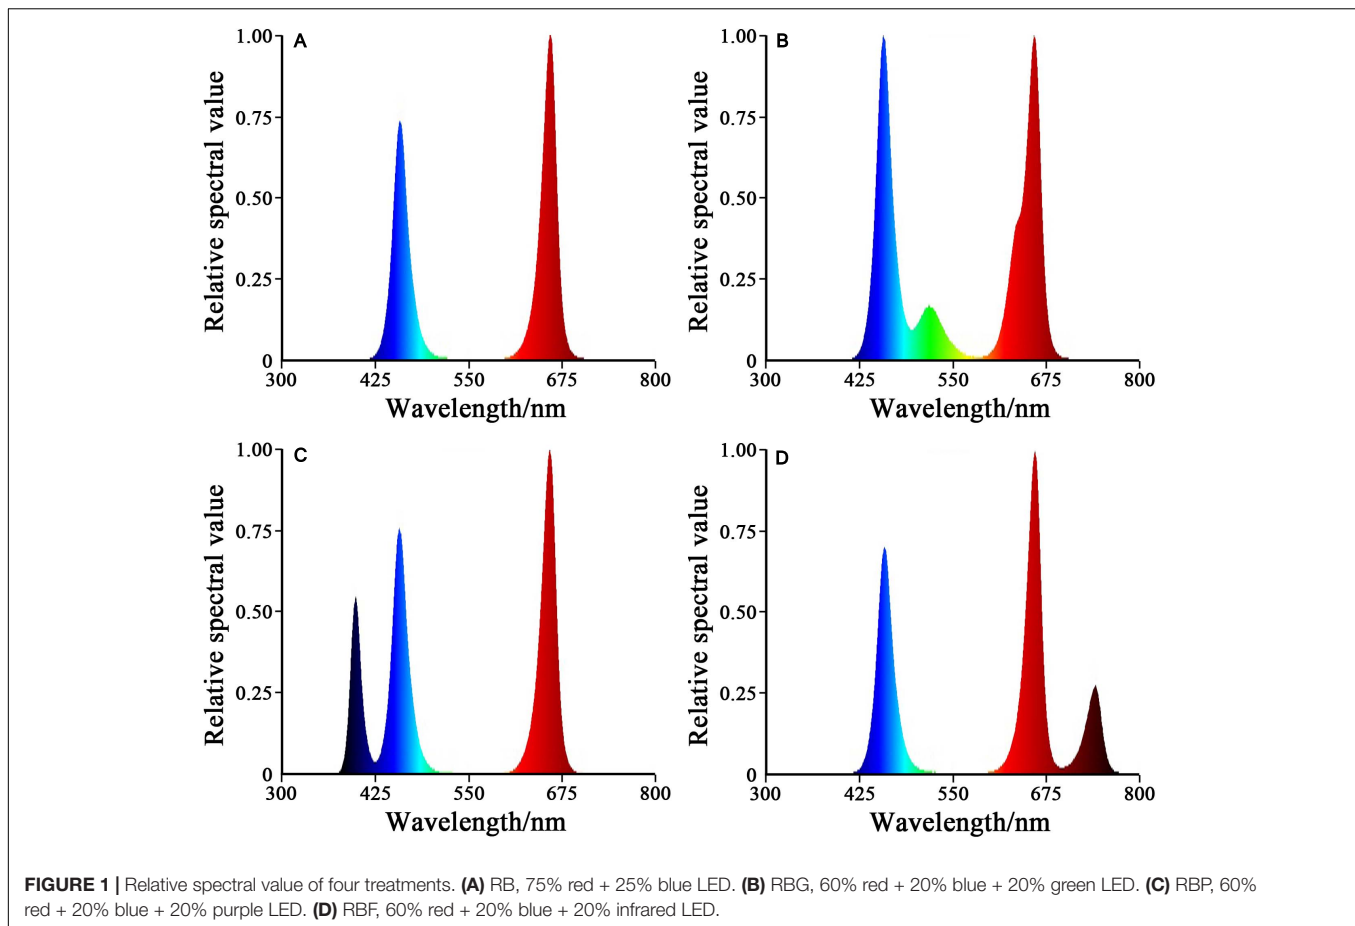 A
1.00
0.75
0.50
0.25
0
Relative spectral value
300 425 550 675 800
Wavelength/nm
B
1.00
0.75
0.50
0.25
0
Relative spectral value
300 425 550 675 800
Wavelength/nm
C
1.00
0.75
0.50
0.25
0
Relative spectral value
300 425 550 675 800
Wavelength/nm
D
1.00
0.75
0.50
0.25
0
Relative spectral value
300 425 550 675 800
Wavelength/nm
FIGURE 1 | Relative spectral value of four treatments. (A) RB, 75% red + 25% blue LED. (B) RBG, 60% red + 20% blue + 20% green LED. (C) RBP, 60%
red + 20% blue + 20% purple LED. (D) RBF, 60% red + 20% blue + 20% infrared LED.